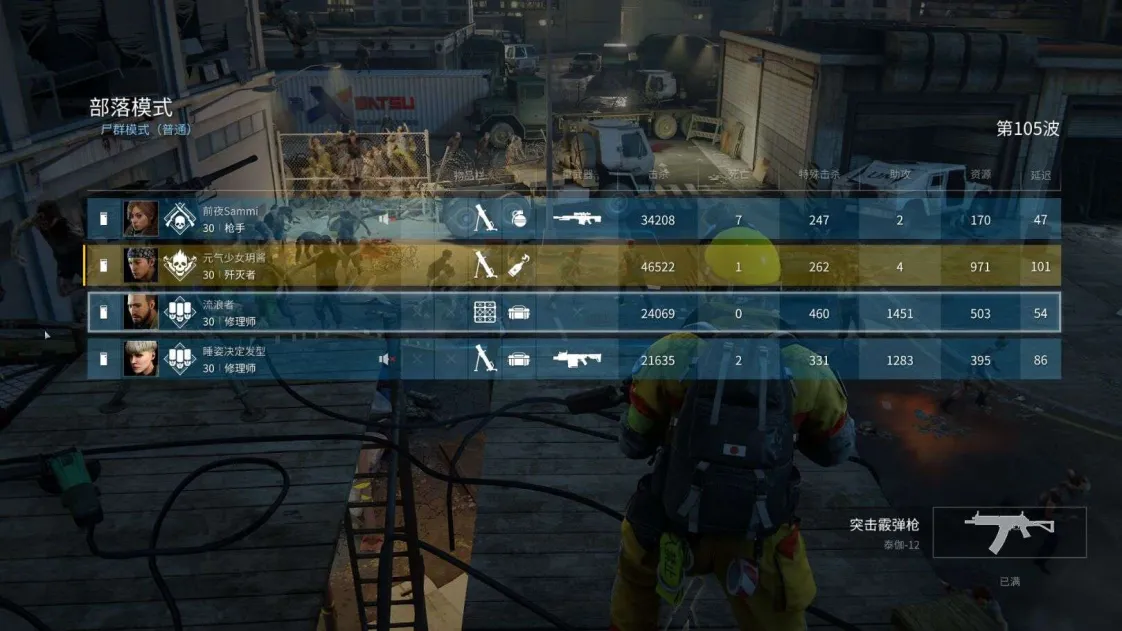 部落模式
尸群模式（普通）
第105波
击杀 死亡 特殊击杀 助攻 资源 延迟
前夜Sammi
30 枪手
34208 7 247 2 170 47
元气少女玥酱
30 歼灭者
46522 1 262 4 971 101
流浪者
30 修理师
24069 0 460 1451 503 54
睡姿决定发型
30 修理师
21635 2 331 1283 395 86
突击霰弹枪
泰伽-12
已满